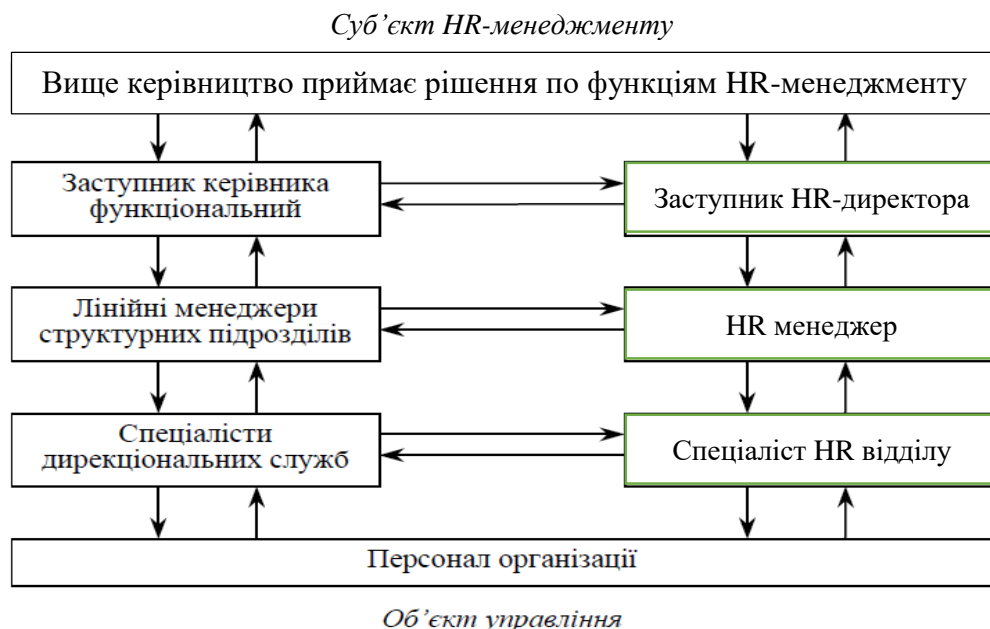 Суб’єкт HR-менеджменту
Вище керівництво приймає рішення по функціям HR-менеджменту
Заступник керівника
функціональний
Заступник HR-директора
Лінійні менеджери
структурних підрозділів
HR менеджер
Спеціалісти
дирекціональних служб
Спеціаліст HR відділу
Персонал організації
Об’єкт управління